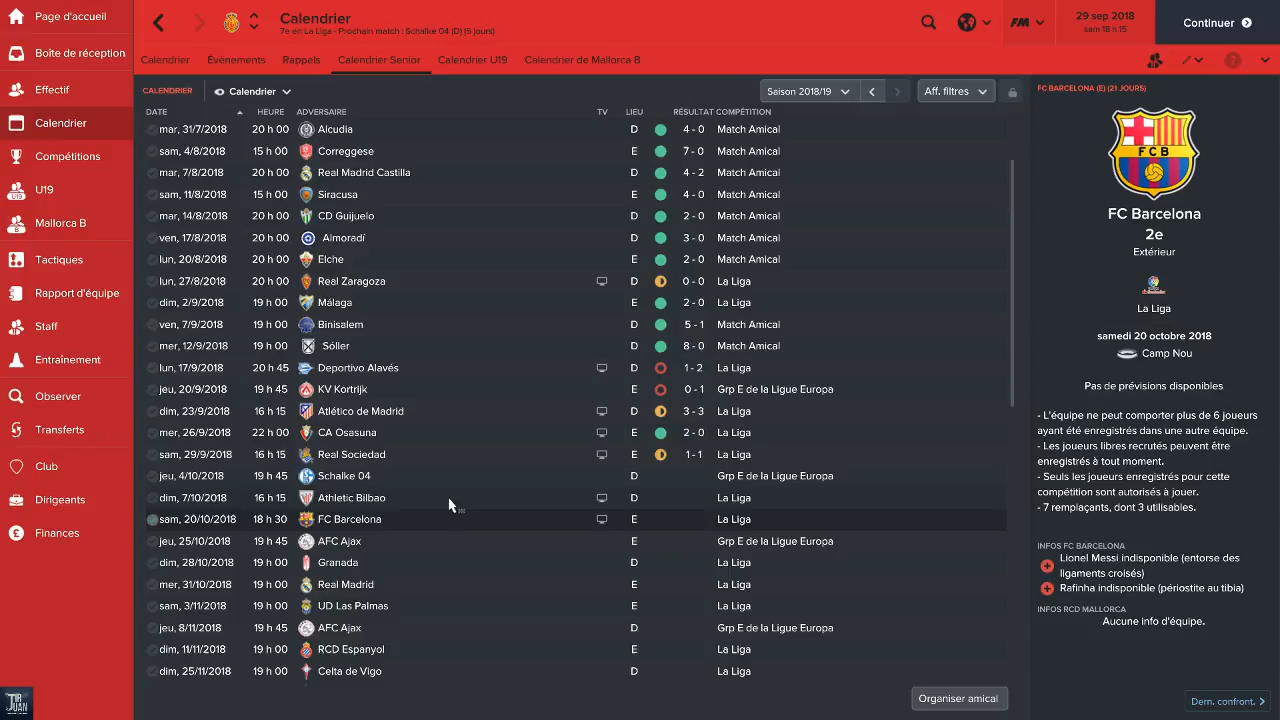 Page d'accueil
Boîte de réception
Effectif
Calendrier
Compétitions
U19
Mallorca B
Tactiques
Rapport d'équipe
Staff
Entraînement
Observer
Transferts
Club
Dirigeants
Finances
Calendrier
7e en La Liga - Prochain match : Schalke 04 (D) (5 jours)
FM
29 sep 2018
sam 18 h 15
Continuer
Calendrier Événements Rappels Calendrier Senior Calendrier U19 Calendrier de Mallorca B
CALENDRIER Calendrier Saison 2018/19 Aff. filtres
DATE HEURE ADVERSAIRE TV LIEU RÉSULTAT COMPÉTITION
mar, 31/7/2018 20 h 00 Alcudia D 4 - 0 Match Amical
sam, 4/8/2018 15 h 00 Correggese E 7 - 0 Match Amical
mar, 7/8/2018 20 h 00 Real Madrid Castilla D 4 - 2 Match Amical
sam, 11/8/2018 15 h 00 Siracusa E 4 - 0 Match Amical
mar, 14/8/2018 20 h 00 CD Guijuelo D 2 - 0 Match Amical
ven, 17/8/2018 20 h 00 Almoradí D 3 - 0 Match Amical
lun, 20/8/2018 20 h 00 Elche E 2 - 0 Match Amical
lun, 27/8/2018 20 h 00 Real Zaragoza D 0 - 0 La Liga
dim, 2/9/2018 19 h 00 Málaga E 2 - 0 La Liga
ven, 7/9/2018 19 h 00 Binisalem D 5 - 1 Match Amical
mer, 12/9/2018 19 h 00 Sóller D 8 - 0 Match Amical
lun, 17/9/2018 20 h 45 Deportivo Alavés D 1 - 2 La Liga
jeu, 20/9/2018 19 h 45 KV Kortrijk E 0 - 1 Grp E de la Ligue Europa
dim, 23/9/2018 16 h 15 Atlético de Madrid D 3 - 3 La Liga
mer, 26/9/2018 22 h 00 CA Osasuna E 2 - 0 La Liga
sam, 29/9/2018 16 h 15 Real Sociedad E 1 - 1 La Liga
jeu, 4/10/2018 19 h 45 Schalke 04 D Grp E de la Ligue Europa
dim, 7/10/2018 16 h 15 Athletic Bilbao D La Liga
sam, 20/10/2018 18 h 30 FC Barcelona E La Liga
jeu, 25/10/2018 19 h 45 AFC Ajax E Grp E de la Ligue Europa
dim, 28/10/2018 19 h 00 Granada D La Liga
mer, 31/10/2018 19 h 00 Real Madrid E La Liga
sam, 3/11/2018 19 h 00 UD Las Palmas E La Liga
jeu, 8/11/2018 19 h 45 AFC Ajax D Grp E de la Ligue Europa
dim, 11/11/2018 19 h 00 RCD Espanyol E La Liga
dim, 25/11/2018 19 h 00 Celta de Vigo D La Liga
Organiser amical
FC BARCELONA (E) (21 JOURS)
FCB
FC Barcelona
2e
Extérieur
La Liga
samedi 20 octobre 2018
Camp Nou
Pas de prévisions disponibles
- L'équipe ne peut comporter plus de 6 joueurs
ayant été enregistrés dans une autre équipe.
- Les joueurs libres recrutés peuvent être
enregistrés à tout moment.
- Seuls les joueurs enregistrés pour cette
compétition sont autorisés à jouer.
- 7 remplaçants, dont 3 utilisables.
INFOS FC BARCELONA
Lionel Messi indisponible (entorse des
ligaments croisés)
Rafinha indisponible (périostite au tibia)
INFOS RCD MALLORCA
Aucune info d'équipe.
Dern. confront.